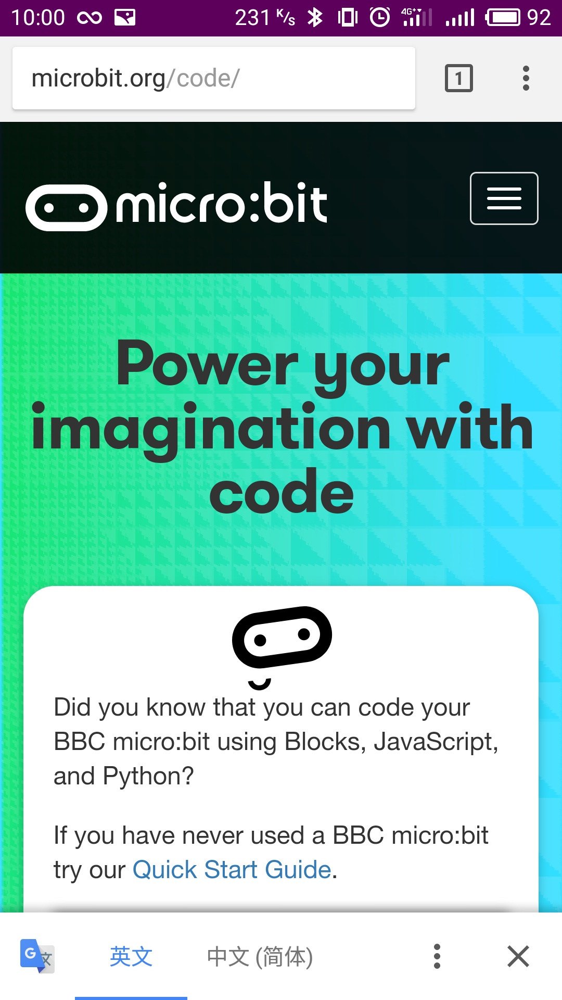 10:00 231 K/s 4G+ 92
microbit.org/code/ 1
micro:bit
Power your
imagination with
code
Did you know that you can code your
BBC micro:bit using Blocks, JavaScript,
and Python?
If you have never used a BBC micro:bit
try our Quick Start Guide.
G 文 英文 中文 (简体)